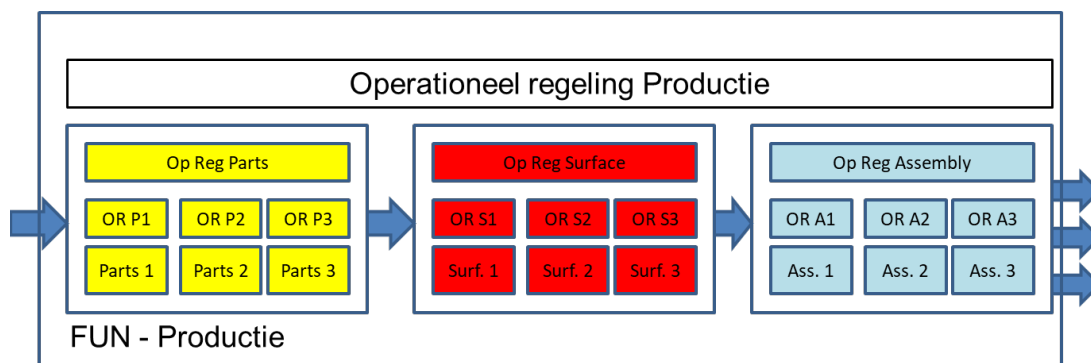 Operationeel regeling Productie
Op Reg Parts
OR P1 OR P2 OR P3
Parts 1 Parts 2 Parts 3
Op Reg Surface
OR S1 OR S2 OR S3
Surf. 1 Surf. 2 Surf. 3
Op Reg Assembly
OR A1 OR A2 OR A3
Ass. 1 Ass. 2 Ass. 3
FUN - Productie